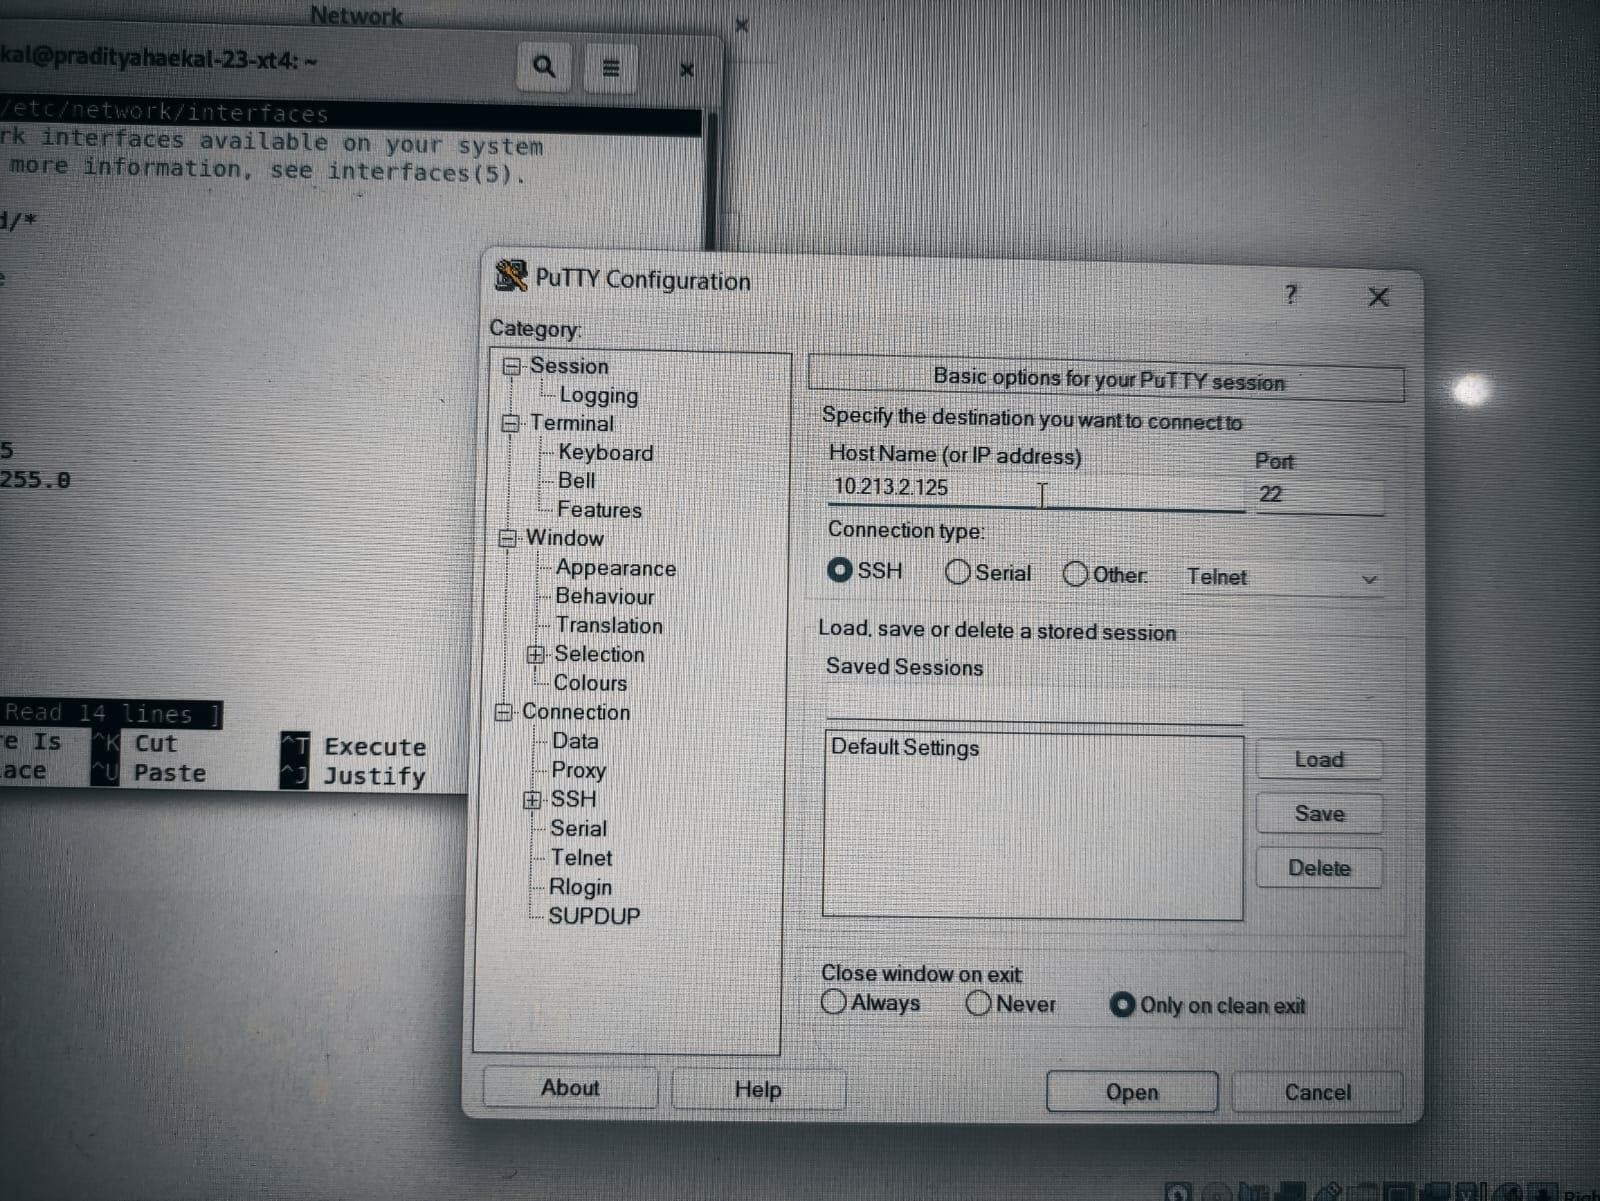 Network
kal@pradityahaekal-23-xt4: ~
/etc/network/interfaces
rk interfaces available on your system
more information, see interfaces(5).
d/*
e
5
255.0
Read 14 lines ]
e Is ^K Cut ^T Execute
ace ^U Paste ^J Justify
PuTTY Configuration
?
Category:
Session
Logging
Terminal
Keyboard
Bell
Features
Window
Appearance
Behaviour
Translation
Selection
Colours
Connection
Data
Proxy
SSH
Serial
Telnet
Rlogin
SUPDUP
Basic options for your PuTTY session
Specify the destination you want to connect to
Host Name (or IP address) Port
10.213.2.125 22
Connection type:
SSH Serial Other: Telnet
Load, save or delete a stored session
Saved Sessions
Default Settings
Load
Save
Delete
Close window on exit
Always Never Only on clean exit
About Help Open Cancel
Right